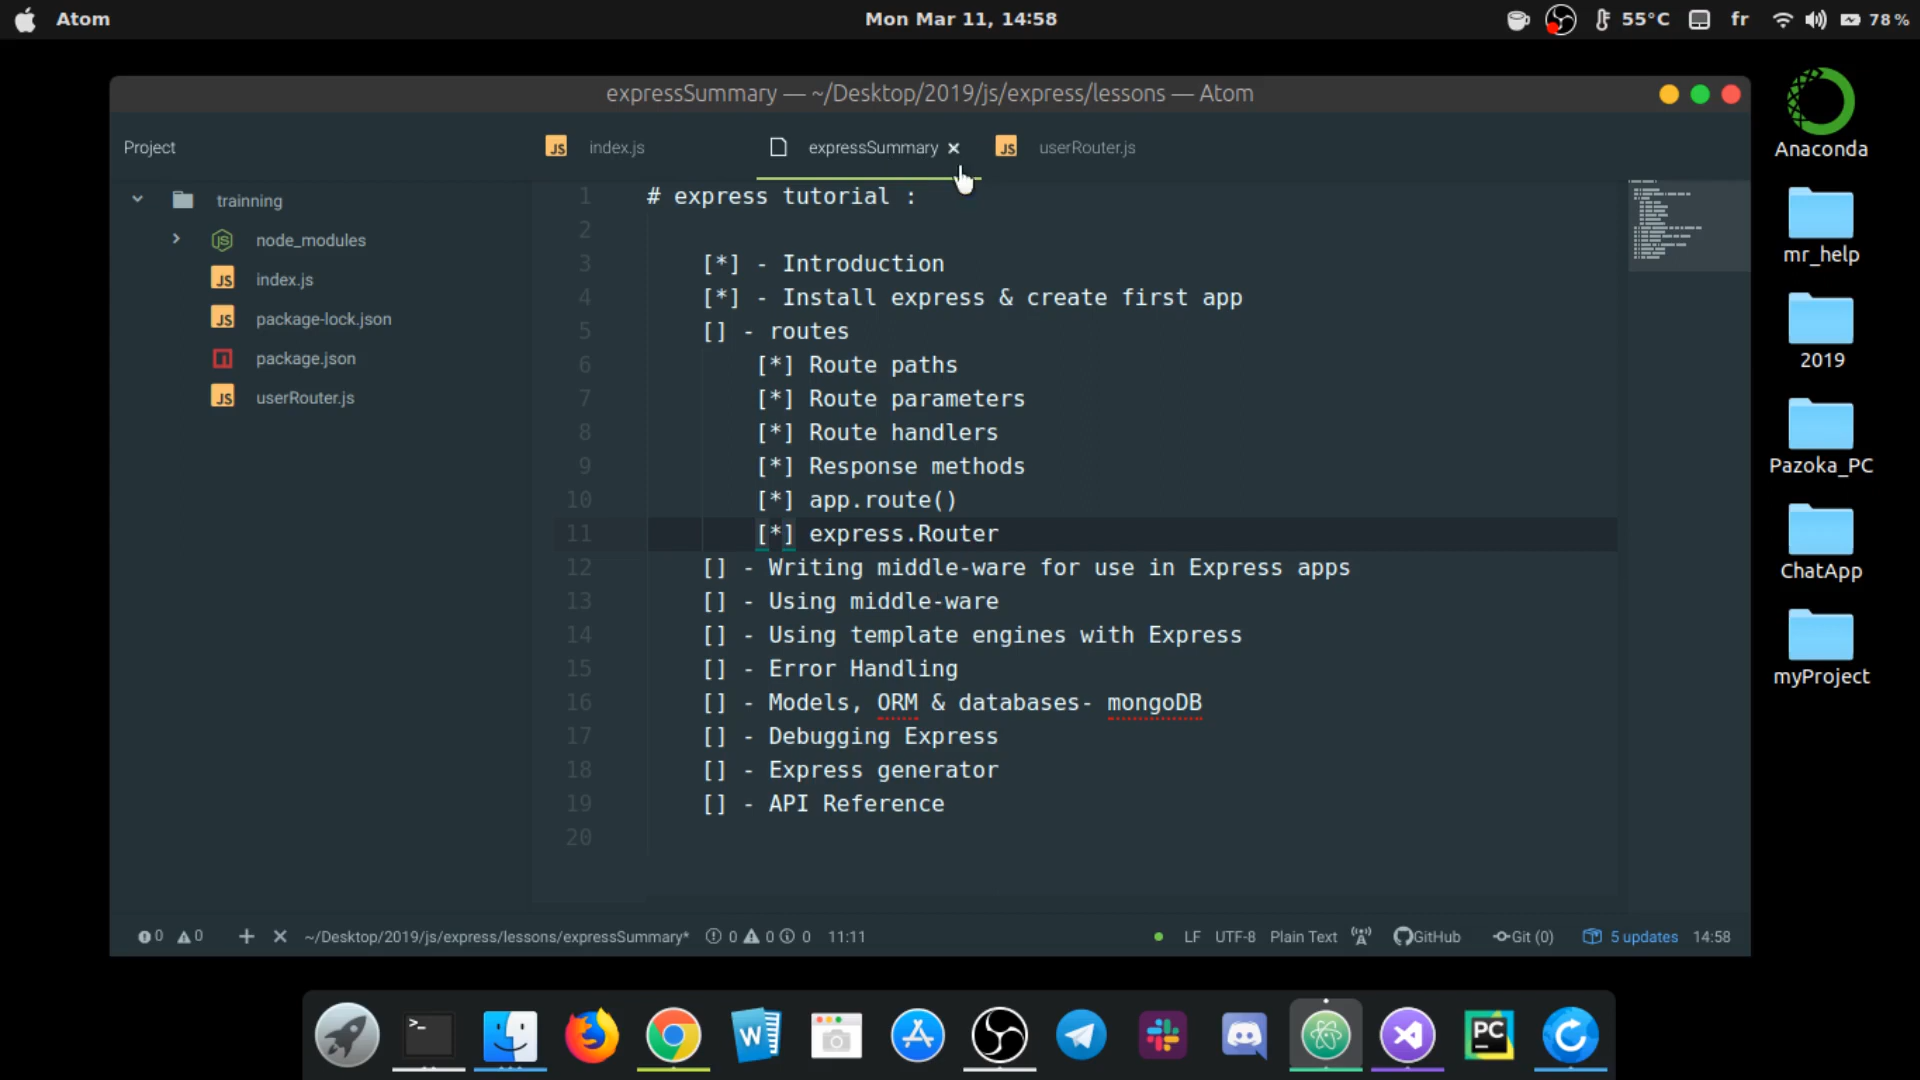 Atom
Mon Mar 11, 14:58
55°C
fr
78 %
expressSummary — ~/Desktop/2019/js/express/lessons — Atom
Project
index.js
expressSummary
userRouter.js
trainning
node_modules
index.js
package-lock.json
package.json
userRouter.js
1 # express tutorial :
2
3 [*] - Introduction
4 [*] - Install express & create first app
5 [] - routes
6 [*] Route paths
7 [*] Route parameters
8 [*] Route handlers
9 [*] Response methods
10 [*] app.route()
11 [*] express.Router
12 [] - Writing middle-ware for use in Express apps
13 [] - Using middle-ware
14 [] - Using template engines with Express
15 [] - Error Handling
16 [] - Models, ORM & databases- mongoDB
17 [] - Debugging Express
18 [] - Express generator
19 [] - API Reference
20
0 0 ~/Desktop/2019/js/express/lessons/expressSummary* 0 0 0 11:11 LF UTF-8 Plain Text GitHub Git (0) 5 updates 14:58
Anaconda
mr_help
2019
Pazoka_PC
ChatApp
myProject
>_
W
PC